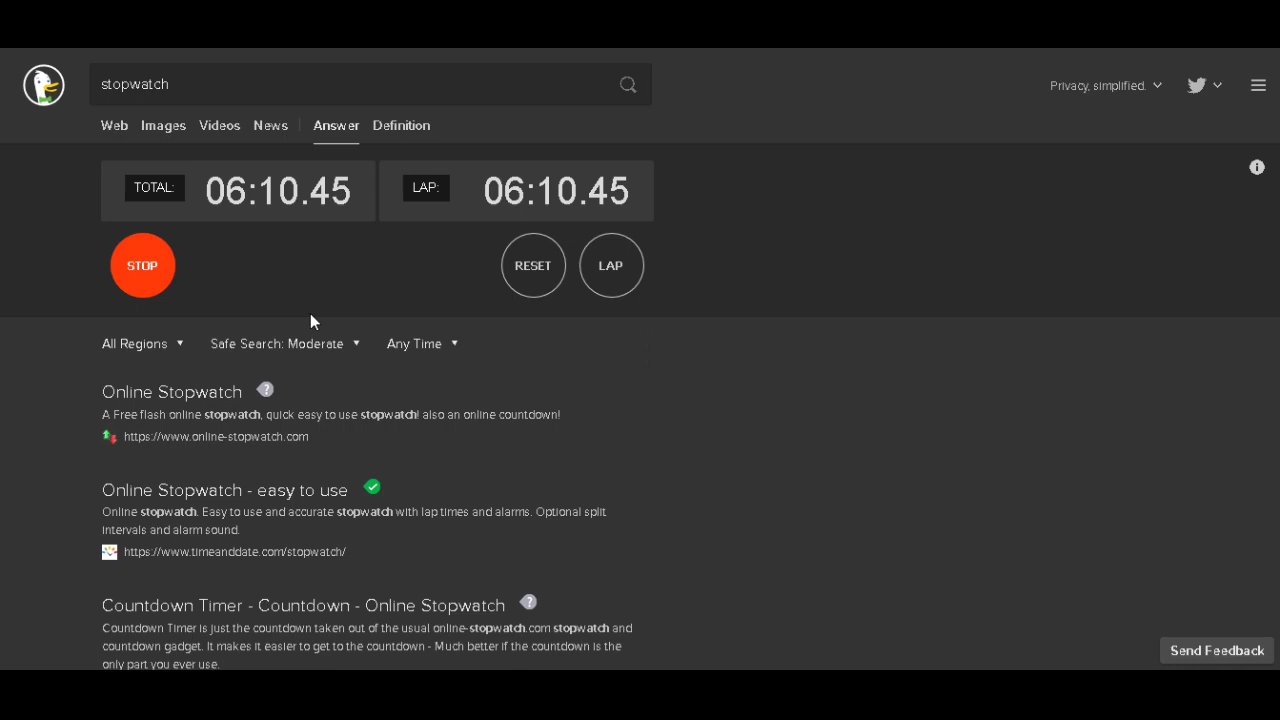 stopwatch
Privacy, simplified.
Web Images Videos News Answer Definition
TOTAL: 06:10.45 LAP: 06:10.45
STOP RESET LAP
All Regions Safe Search: Moderate Any Time
Online Stopwatch
A Free flash online stopwatch, quick easy to use stopwatch! also an online countdown!
https://www.online-stopwatch.com
Online Stopwatch - easy to use
Online stopwatch. Easy to use and accurate stopwatch with lap times and alarms. Optional split
intervals and alarm sound.
https://www.timeanddate.com/stopwatch/
Countdown Timer - Countdown - Online Stopwatch
Countdown Timer is just the countdown taken out of the usual online-stopwatch.com stopwatch and
countdown gadget. It makes it easier to get to the countdown - Much better if the countdown is the
only part you ever use.
Send Feedback